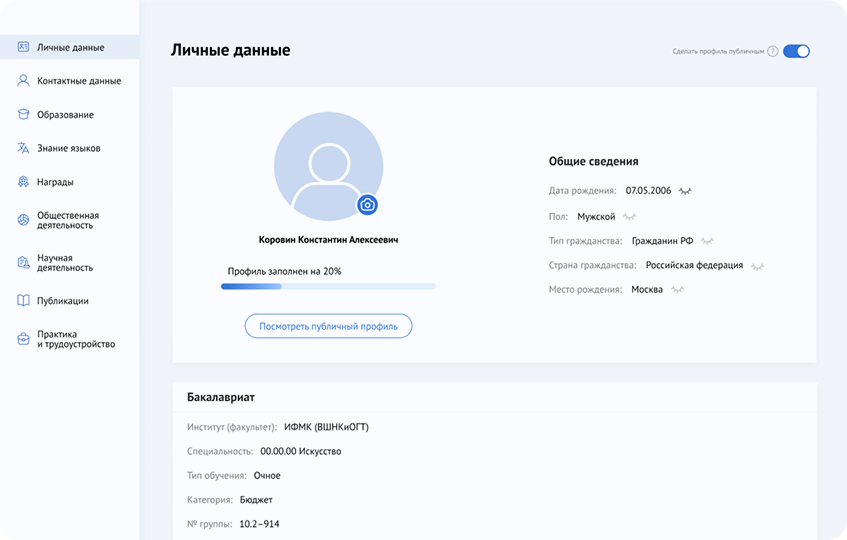 Личные данные
Контактные данные
Образование
Знание языков
Награды
Общественная
деятельность
Научная
деятельность
Публикации
Практика
и трудоустройство
Личные данные
Сделать профиль публичным ?
Коровин Константин Алексеевич
Профиль заполнен на 20%
Посмотреть публичный профиль
Общие сведения
Дата рождения: 07.05.2006
Пол: Мужской
Тип гражданства: Гражданин РФ
Страна гражданства: Российская федерация
Место рождения: Москва
Бакалавриат
Институт (факультет): ИФМК (ВШНКиОГТ)
Специальность: 00.00.00 Искусство
Тип обучения: Очное
Категория: Бюджет
№ группы: 10.2–914